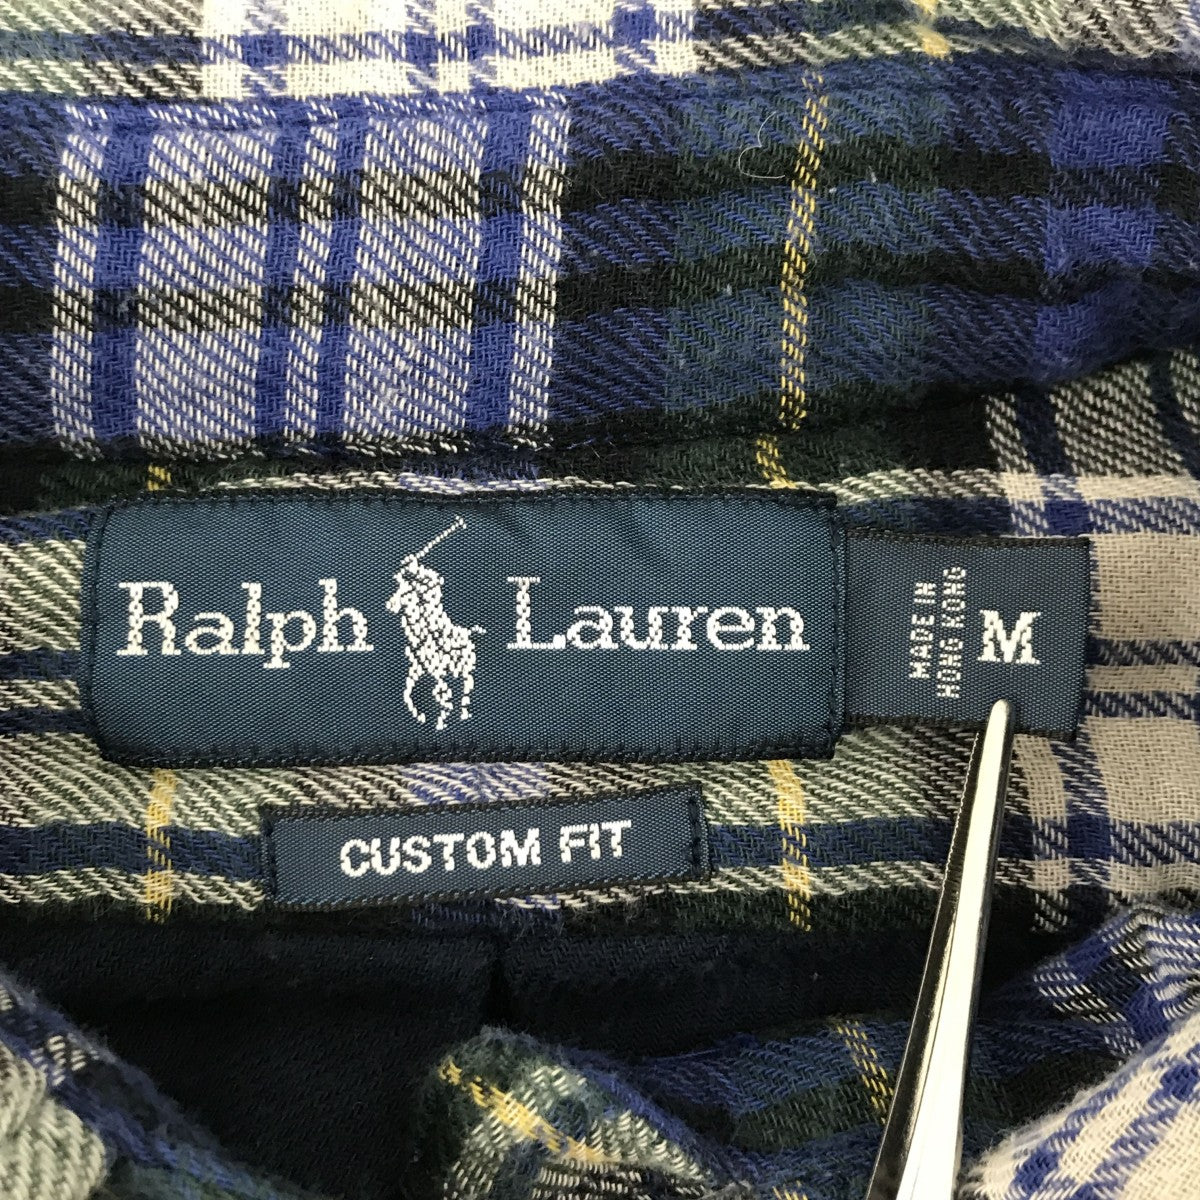 Ralph Lauren
MADE IN
HONG KONG
M
CUSTOM FIT